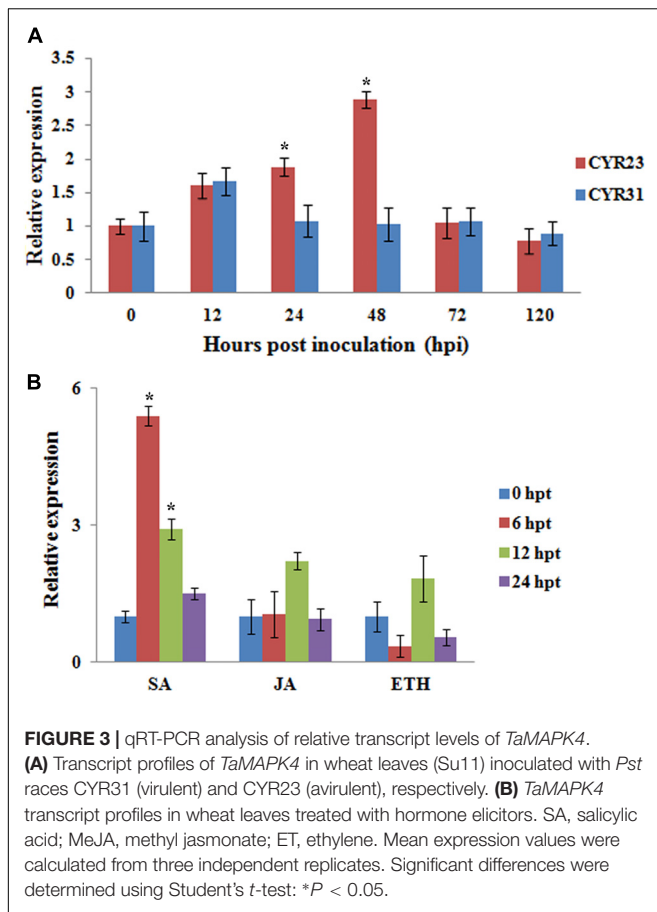 A
Relative expression
3.5
3
2.5
2
1.5
1
0.5
0
*
*
CYR23
CYR31
0 12 24 48 72 120
Hours post inoculation (hpi)
B
Relative expression
6
3
0
*
*
0 hpt
6 hpt
12 hpt
24 hpt
SA JA ETH
FIGURE 3 | qRT-PCR analysis of relative transcript levels of TaMAPK4.
(A) Transcript profiles of TaMAPK4 in wheat leaves (Su11) inoculated with Pst
races CYR31 (virulent) and CYR23 (avirulent), respectively. (B) TaMAPK4
transcript profiles in wheat leaves treated with hormone elicitors. SA, salicylic
acid; MeJA, methyl jasmonate; ET, ethylene. Mean expression values were
calculated from three independent replicates. Significant differences were
determined using Student's t-test: *P < 0.05.